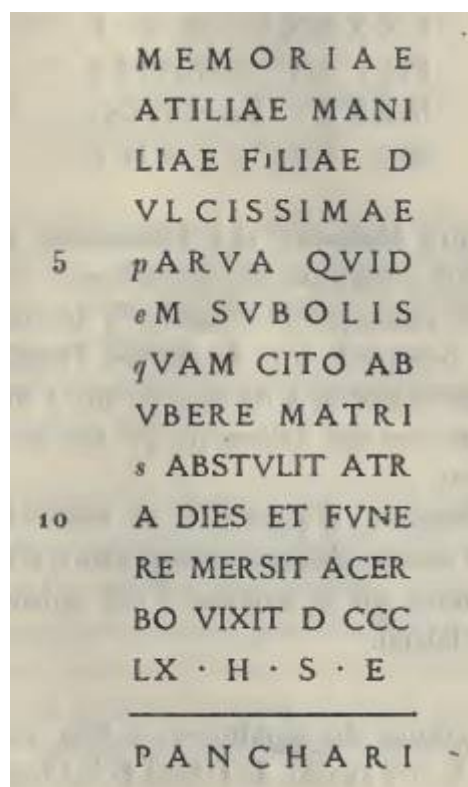 MEMORIAE
ATILIAE MANI
LIAE FILIAE D
VLCISSIMAE
5 pARVA QVID
eM SVBOLIS
qVAM CITO AB
VBERE MATRI
s ABSTVLIT ATR
10 A DIES ET FVNE
RE MERSIT ACER
BO VIXIT D CCC
LX · H · S · E
PANCHARI